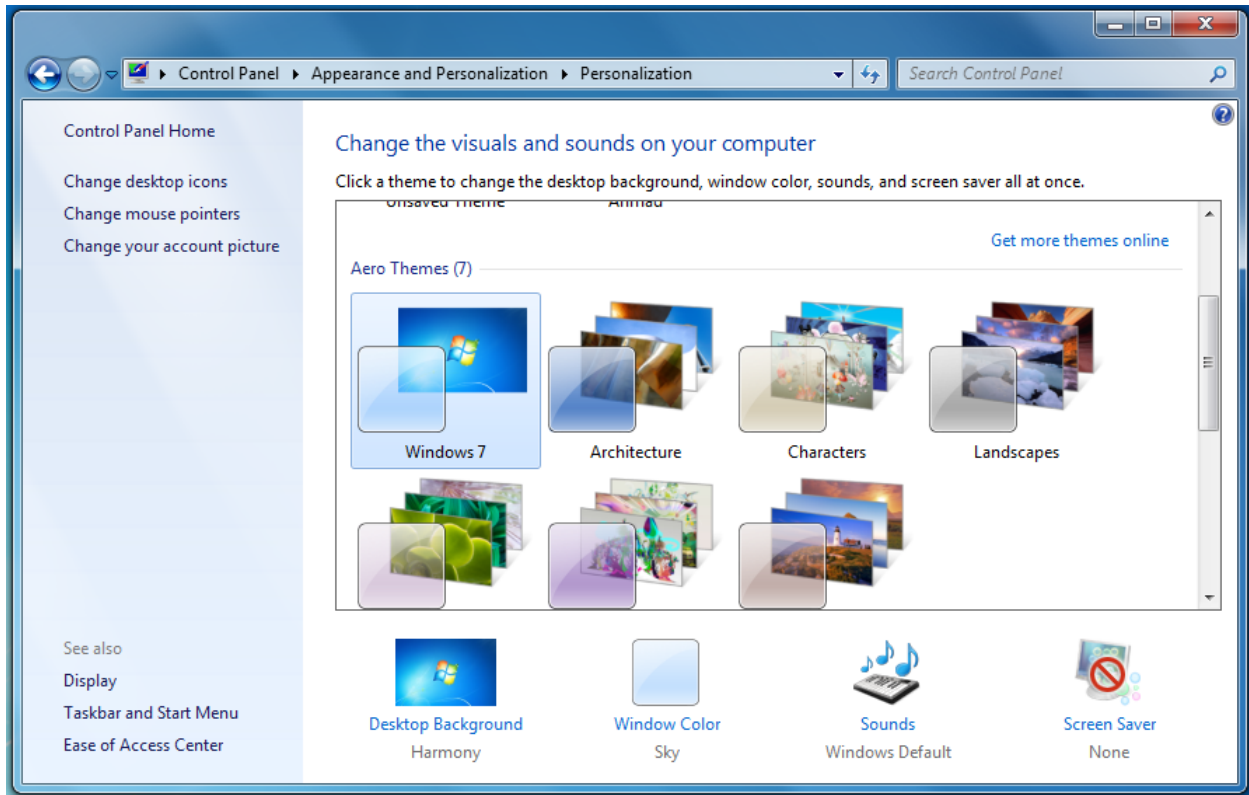 Control Panel ▸ Appearance and Personalization ▸ Personalization
Search Control Panel
Control Panel Home
Change desktop icons
Change mouse pointers
Change your account picture
See also
Display
Taskbar and Start Menu
Ease of Access Center
Change the visuals and sounds on your computer
Click a theme to change the desktop background, window color, sounds, and screen saver all at once.
Unsaved Theme
Get more themes online
Aero Themes (7)
Windows 7
Architecture
Characters
Landscapes
Desktop Background
Harmony
Window Color
Sky
Sounds
Windows Default
Screen Saver
None